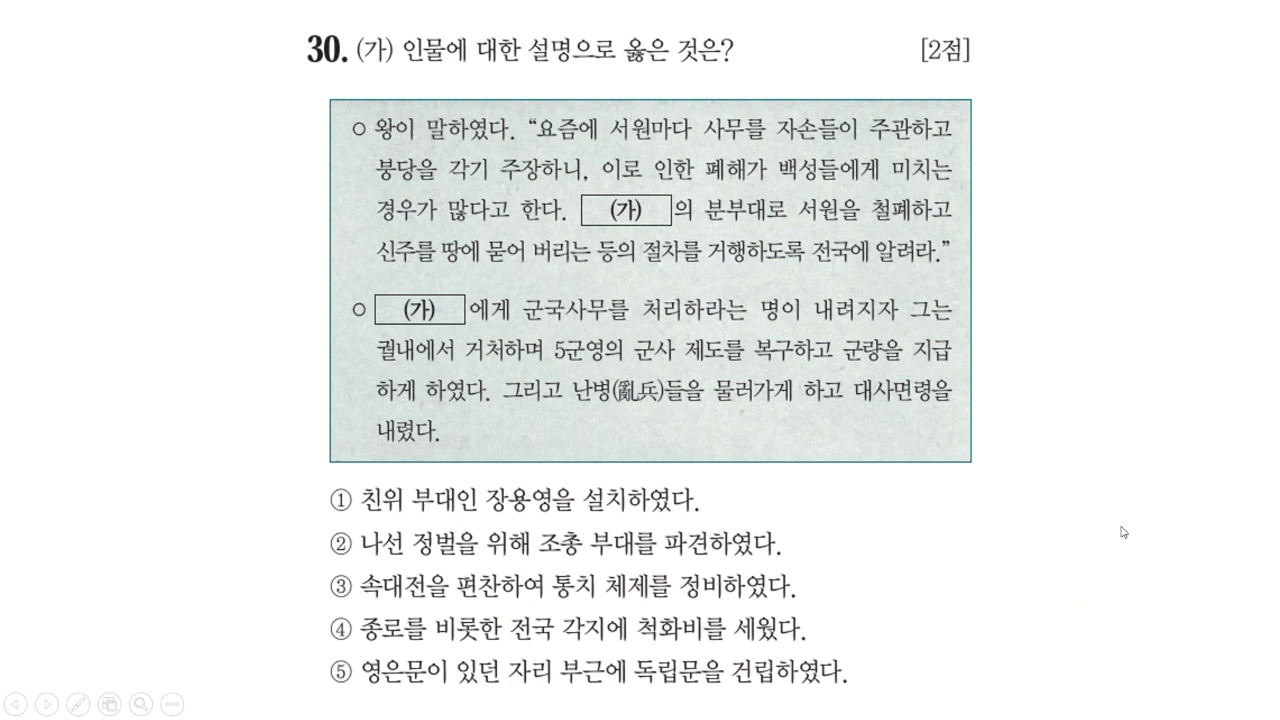 30. (가) 인물에 대한 설명으로 옳은 것은? [2점]
○ 왕이 말하였다. “요즘에 서원마다 사무를 자손들이 주관하고
붕당을 각기 주장하니, 이로 인한 폐해가 백성들에게 미치는
경우가 많다고 한다. (가) 의 분부대로 서원을 철폐하고
신주를 땅에 묻어 버리는 등의 절차를 거행하도록 전국에 알려라.”
○ (가) 에게 군국사무를 처리하라는 명이 내려지자 그는
궐내에서 거처하며 5군영의 군사 제도를 복구하고 군량을 지급
하게 하였다. 그리고 난병(亂兵)들을 물러가게 하고 대사면령을
내렸다.
① 친위 부대인 장용영을 설치하였다.
② 나선 정벌을 위해 조총 부대를 파견하였다.
③ 속대전을 편찬하여 통치 체제를 정비하였다.
④ 종로를 비롯한 전국 각지에 척화비를 세웠다.
⑤ 영은문이 있던 자리 부근에 독립문을 건립하였다.